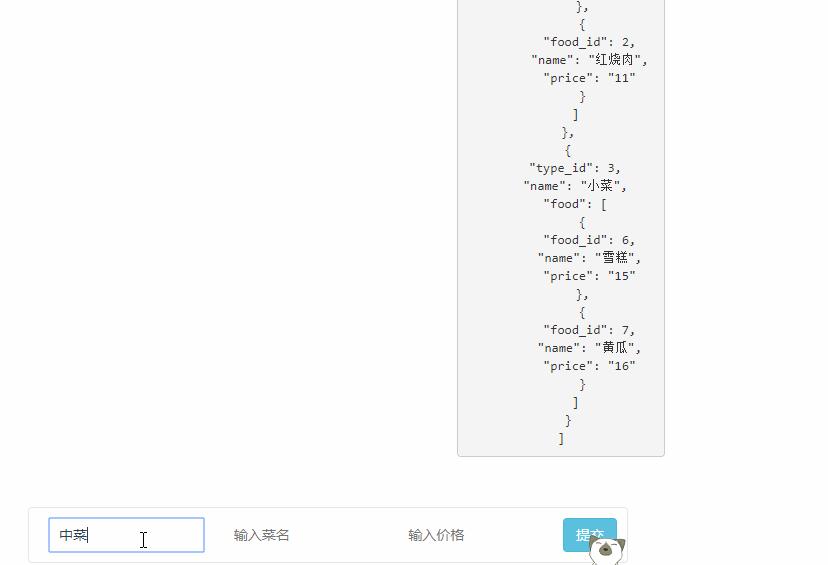 },
{
"food_id": 2,
"name": "红烧肉",
"price": "11"
}
]
},
{
"type_id": 3,
"name": "小菜",
"food": [
{
"food_id": 6,
"name": "雪糕",
"price": "15"
},
{
"food_id": 7,
"name": "黄瓜",
"price": "16"
}
]
}
]
中菜 输入菜名 输入价格 提交